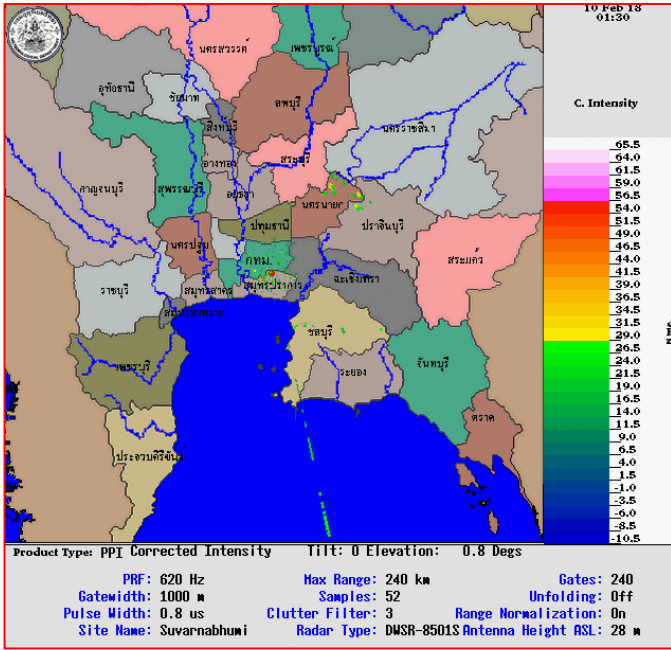 10 Feb 18
01:30
C. Intensity
นครสวรรค์
เพชรบูรณ์
อุทัยธานี
ชัยนาท
ลพบุรี
สิงห์บุรี
นครราชสีมา
อ่างทอง
สระบุรี
กาญจนบุรี
สุพรรณบุรี
อยุธยา
นครนายก
ปราจีนบุรี
ปทุมธานี
นครปฐม
กทม.
สระแก้ว
ราชบุรี
สมุทรสาคร
สมุทรปราการ
ฉะเชิงเทรา
สมุทรสงคราม
ชลบุรี
เพชรบุรี
ระยอง
จันทบุรี
ตราด
ประจวบคีรีขันธ์
65.5
64.0
61.5
59.0
56.5
54.0
51.5
49.0
46.5
44.0
41.5
39.0
36.5
34.0
31.5
29.0
26.5
24.0
21.5
19.0
16.5
14.0
11.5
9.0
6.5
4.0
1.5
-1.0
-3.5
-6.0
-8.5
-10.5
Product Type: PPI Corrected Intensity Tilt: 0 Elevation: 0.8 Degs
PRF: 620 Hz Max Range: 240 km Gates: 240
Gatewidth: 1000 m Samples: 52 Unfolding: Off
Pulse Width: 0.8 us Clutter Filter: 3 Range Normalization: On
Site Name: Suvarnabhumi Radar Type: DWSR-8501S Antenna Height ASL: 28 m